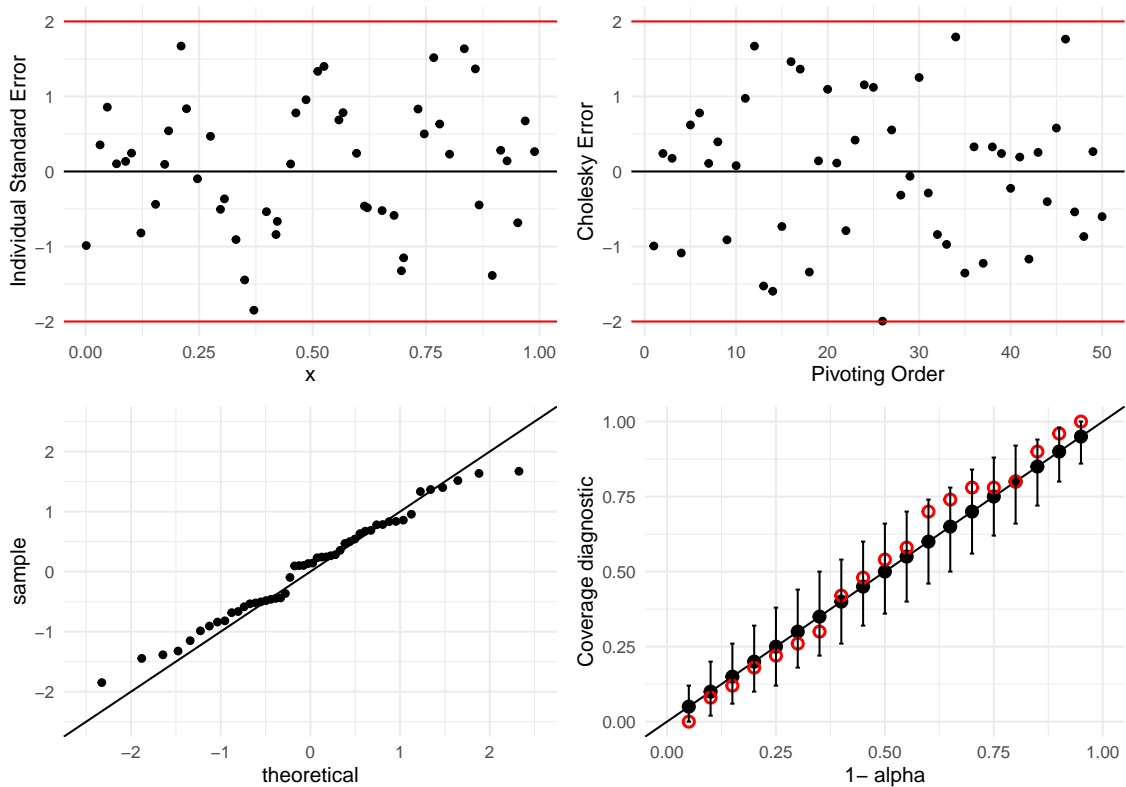 2
1
0
−1
−2
Individual Standard Error
0.00 0.25 0.50 0.75 1.00
x
2
1
0
−1
−2
Cholesky Error
0 10 20 30 40 50
Pivoting Order
2
1
0
−1
−2
sample
−2 −1 0 1 2
theoretical
1.00
0.75
0.50
0.25
0.00
Coverage diagnostic
0.00 0.25 0.50 0.75 1.00
1− alpha